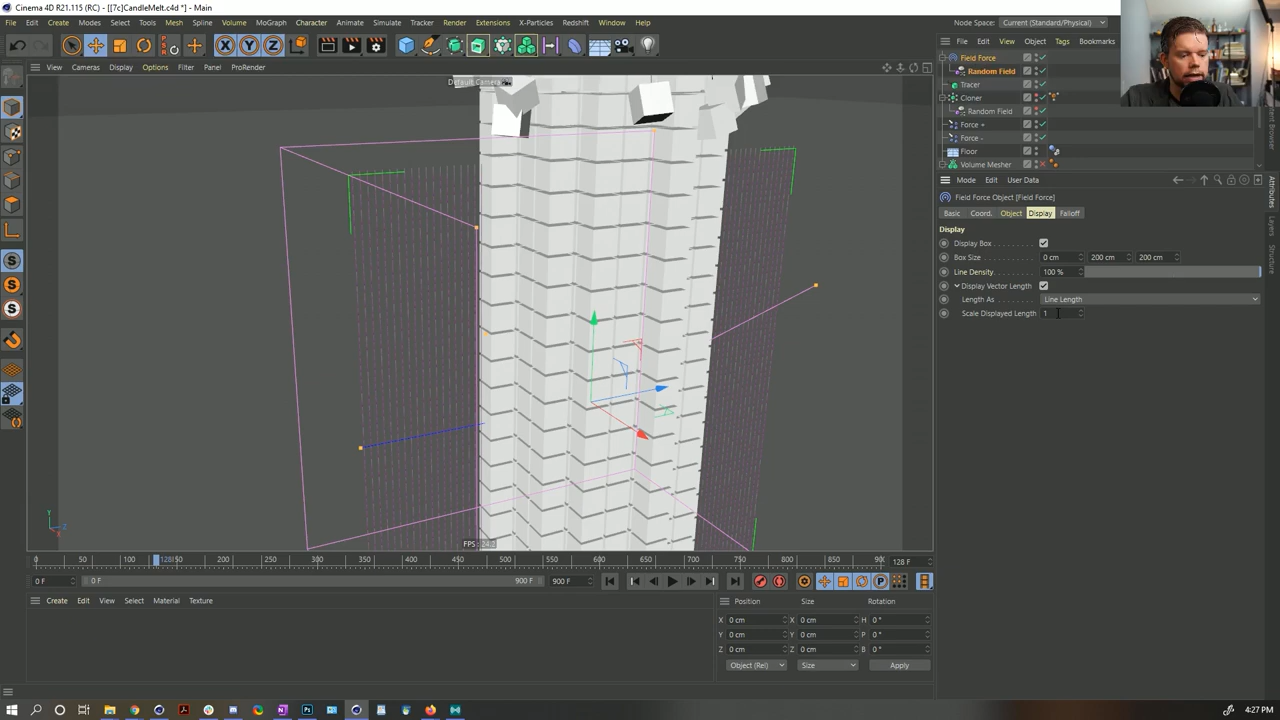 Cinema 4D R21.115 (RC) - [[7c]CandleMelt.c4d *] - Main
File Create Modes Select Tools Mesh Spline Volume MoGraph Character Animate Simulate Tracker Render Extensions X-Particles Redshift Window Help
Node Space: Current (Standard/Physical)
File Edit View Object Tags Bookmarks
View Cameras Display Options Filter Panel ProRender
Default Camera
Field Force
Random Field
Tracer
Cloner
Random Field
Force +
Force -
Floor
Volume Mesher
Mode Edit User Data
Field Force Object [Field Force]
Basic Coord. Object Display Falloff
Display
Display Box
Box Size 0 cm 200 cm 200 cm
Line Density 100 %
Display Vector Length
Length As Line Length
Scale Displayed Length 1
Attributes
Layers
Structure
FPS : 24.2
0 50 100 128 150 200 250 300 350 400 450 500 550 600 650 700 750 800 850 900
128 F
0 F 0 F 900 F 900 F
Create Edit View Select Material Texture
Position Size Rotation
X 0 cm X 0 cm H 0 °
Y 0 cm Y 0 cm P 0 °
Z 0 cm Z 0 cm B 0 °
Object (Rel) Size Apply
4:27 PM